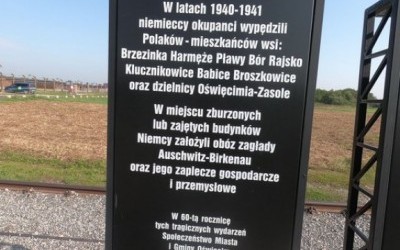 W latach 1940-1941
niemieccy okupanci wypędzili
Polaków - mieszkańców wsi:
Brzezinka Harmęże Pławy Bór Rajsko
Klucznikowice Babice Broszkowice
oraz dzielnicy Oświęcimia-Zasole
W miejscu zburzonych
lub zajętych budynków
Niemcy założyli obóz zagłady
Auschwitz-Birkenau
oraz jego zaplecze gospodarcze
i przemysłowe
W 60-tą rocznicę
tych tragicznych wydarzeń
Społeczeństwo Miasta
i Gminy Oświęcim